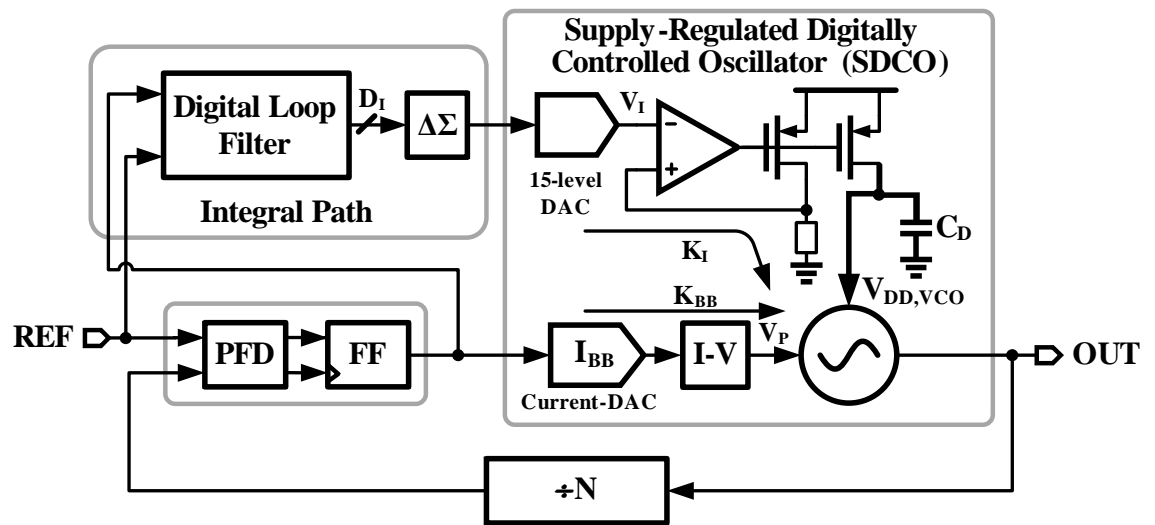 Supply-Regulated Digitally
Controlled Oscillator (SDCO)
Digital Loop
Filter
D_I
ΔΣ
V_I
−
+
15-level
DAC
Integral Path
C_D
K_I
K_BB
V_DD,VCO
REF
PFD
FF
I_BB
I-V
V_P
OUT
Current-DAC
÷N